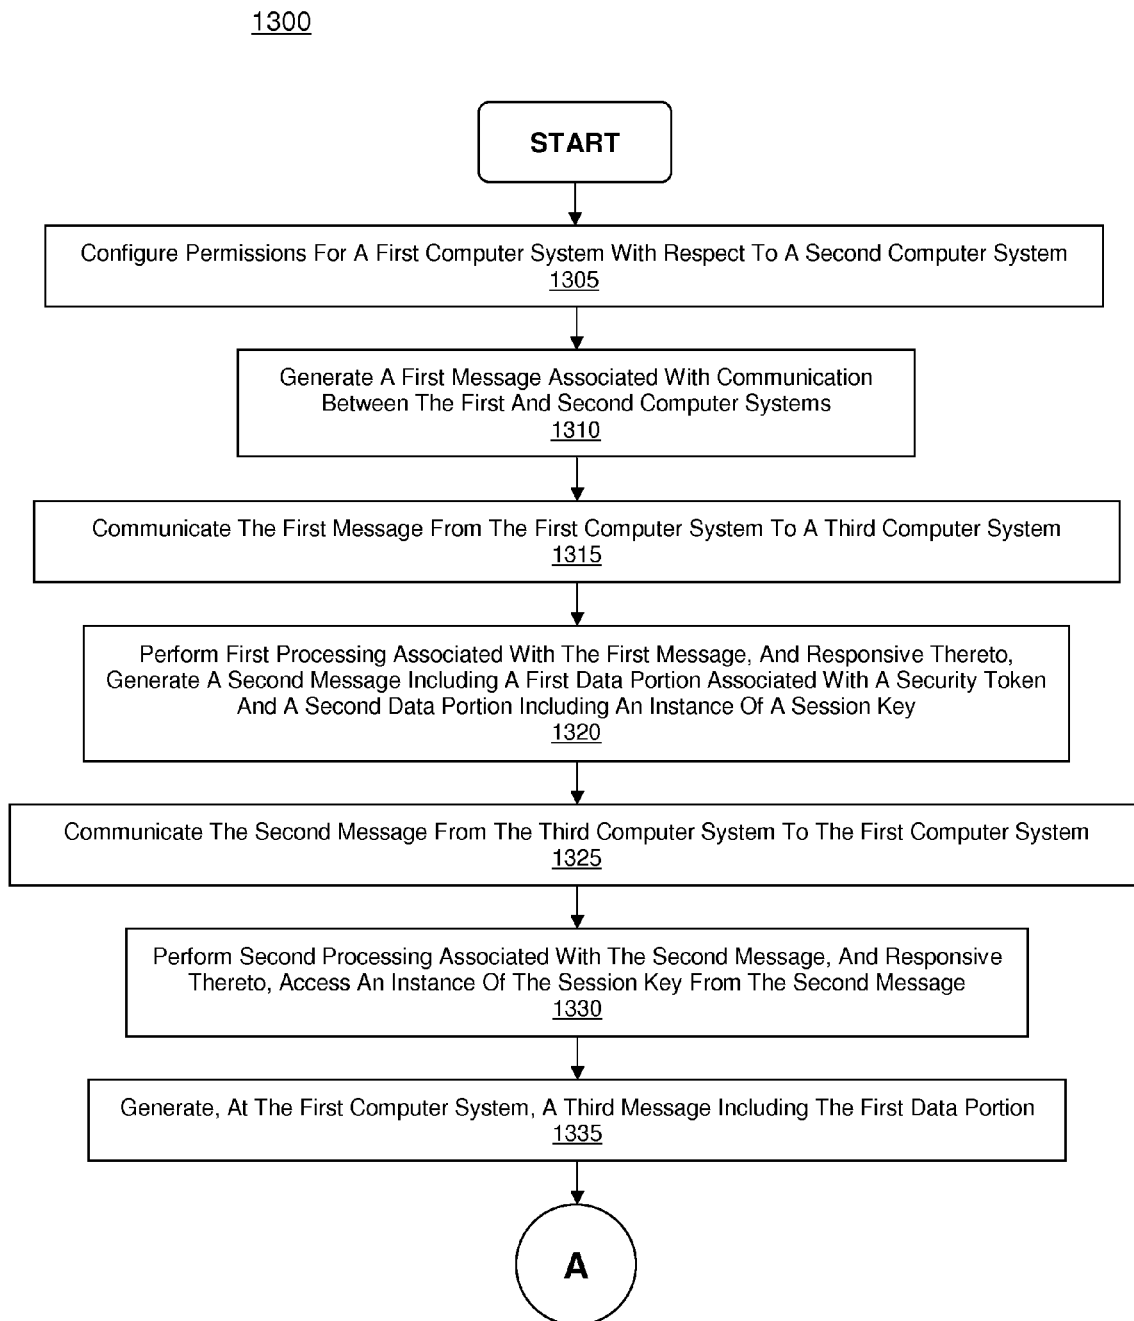 1300
START
Configure Permissions For A First Computer System With Respect To A Second Computer System
1305
Generate A First Message Associated With Communication
Between The First And Second Computer Systems
1310
Communicate The First Message From The First Computer System To A Third Computer System
1315
Perform First Processing Associated With The First Message, And Responsive Thereto,
Generate A Second Message Including A First Data Portion Associated With A Security Token
And A Second Data Portion Including An Instance Of A Session Key
1320
Communicate The Second Message From The Third Computer System To The First Computer System
1325
Perform Second Processing Associated With The Second Message, And Responsive
Thereto, Access An Instance Of The Session Key From The Second Message
1330
Generate, At The First Computer System, A Third Message Including The First Data Portion
1335
A